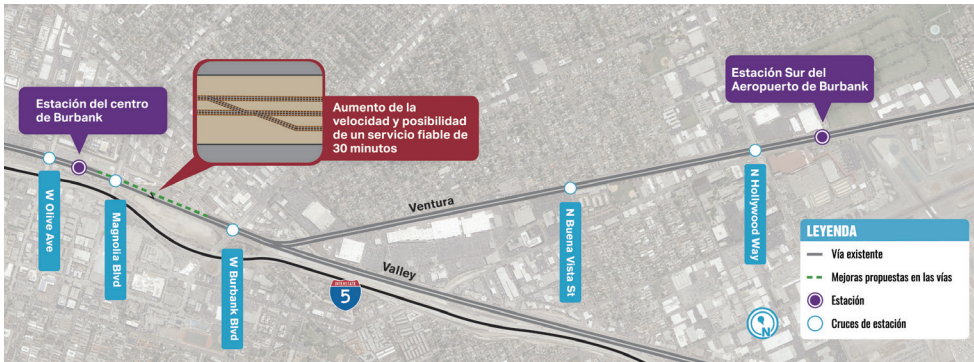 Estación del centro
de Burbank
Aumento de la
velocidad y posibilidad
de un servicio fiable de
30 minutos
Estación Sur del
Aeropuerto de Burbank
W Olive Ave
Magnolia Blvd
W Burbank Blvd
Ventura
Valley
INTERSTATE
5
N Buena Vista St
N Hollywood Way
LEYENDA
Vía existente
Mejoras propuestas en las vías
Estación
Cruces de estación
N